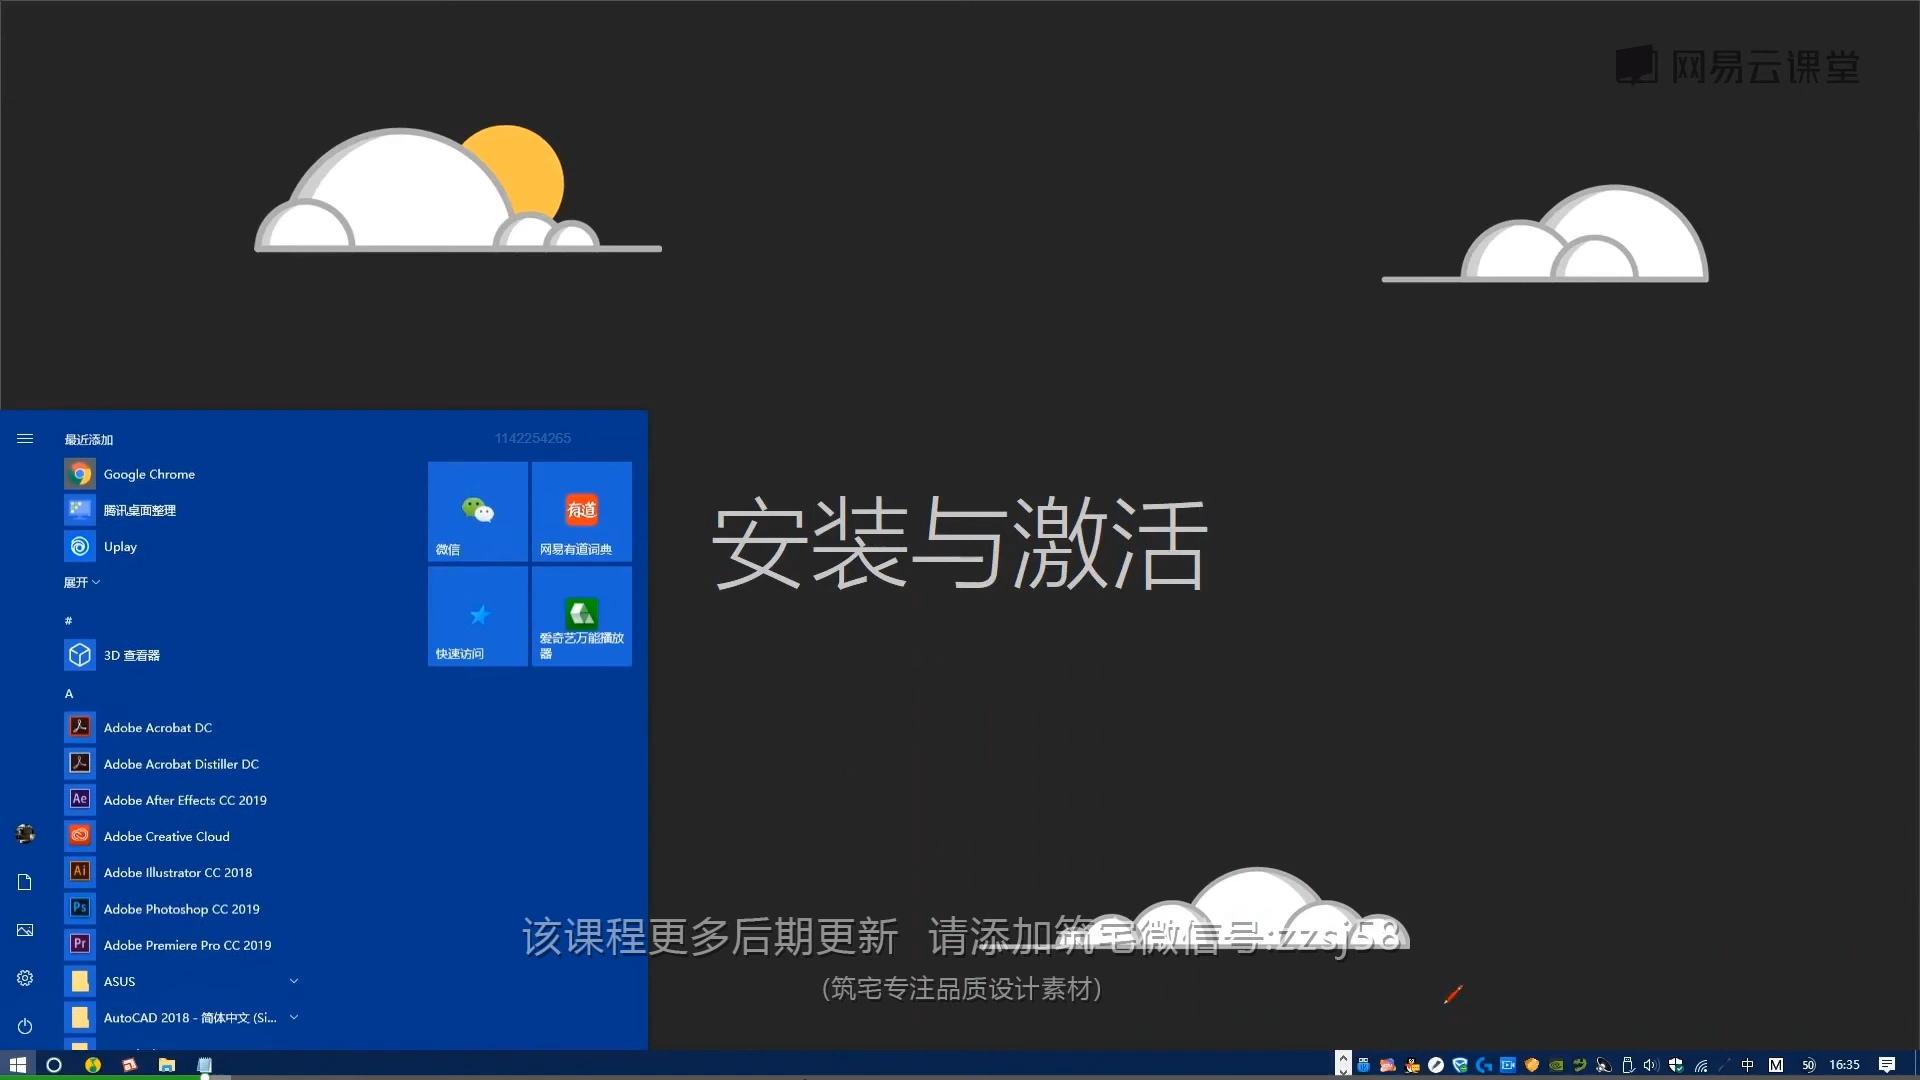 网易云课堂
最近添加
1142254265
Google Chrome
腾讯桌面整理
Uplay
展开
#
3D 查看器
A
Adobe Acrobat DC
Adobe Acrobat Distiller DC
Adobe After Effects CC 2019
Adobe Creative Cloud
Adobe Illustrator CC 2018
Adobe Photoshop CC 2019
Adobe Premiere Pro CC 2019
ASUS
AutoCAD 2018 - 简体中文 (Si...
微信
有道
网易有道词典
快速访问
爱奇艺万能播放
器
安装与激活
该课程更多后期更新 请添加筑宅微信号:zzsj58
(筑宅专注品质设计素材)
中
M
50
16:35